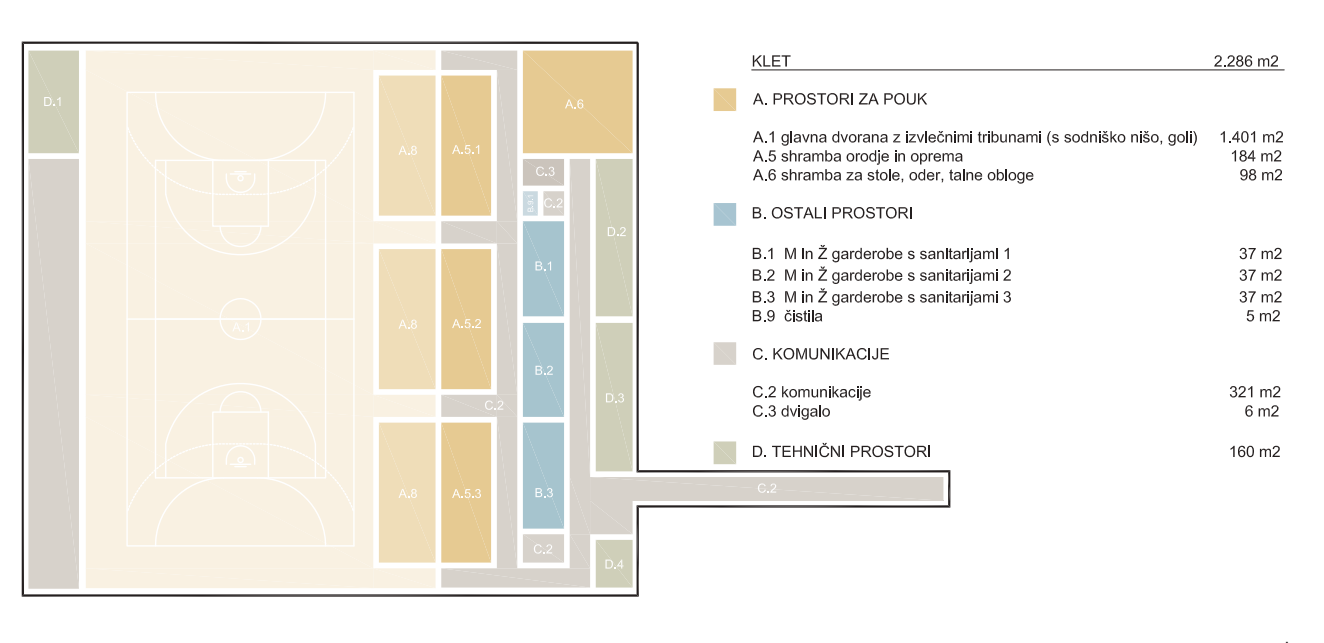 KLET 2.286 m2
A. PROSTORI ZA POUK
A.1 glavna dvorana z izvlečnimi tribunami (s sodniško nišo, goli) 1.401 m2
A.5 shramba orodje in oprema 184 m2
A.6 shramba za stole, oder, talne obloge 98 m2
B. OSTALI PROSTORI
B.1 M in Ž garderobe s sanitarijami 1 37 m2
B.2 M in Ž garderobe s sanitarijami 2 37 m2
B.3 M in Ž garderobe s sanitarijami 3 37 m2
B.9 čistila 5 m2
C. KOMUNIKACIJE
C.2 komunikacije 321 m2
C.3 dvigalo 6 m2
D. TEHNIČNI PROSTORI 160 m2
D.1
A.6
A.8
A.5.1
C.3
B.9.1
C.2
D.2
B.1
A.1
A.8
A.5.2
B.2
D.3
C.2
A.8
A.5.3
B.3
C.2
C.2
D.4